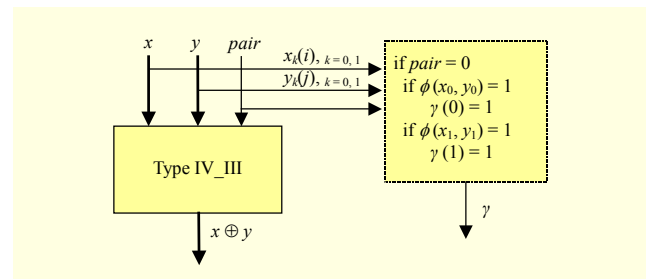 x y pair
xₖ(i), ₖ₌₀, ₁
yₖ(j), ₖ₌₀, ₁
Type IV_III
x ⊕ y
if pair = 0
if ϕ(x₀, y₀) = 1
γ(0) = 1
if ϕ(x₁, y₁) = 1
γ(1) = 1
γ